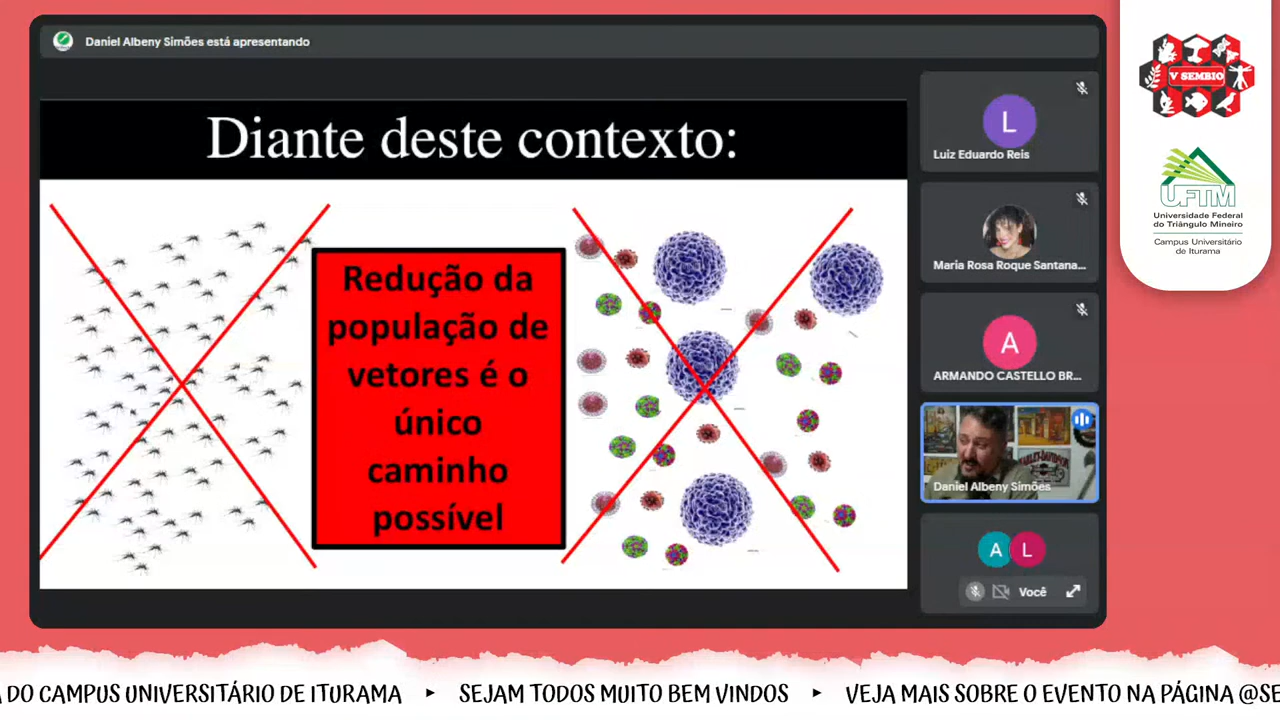 Daniel Albeny Simões está apresentando
Diante deste contexto:
Redução da
população de
vetores é o
único
caminho
possível
L
Luiz Eduardo Reis
Maria Rosa Roque Santana...
A
ARMANDO CASTELLO BR...
HARLEY-DAVIDSON
Daniel Albeny Simões
A L
Você
V SEMBIO
UFTM
Universidade Federal
do Triângulo Mineiro
Campus Universitário
de Iturama
A DO CAMPUS UNIVERSITÁRIO DE ITURAMA ▸ SEJAM TODOS MUITO BEM VINDOS ▸ VEJA MAIS SOBRE O EVENTO NA PÁGINA @SE